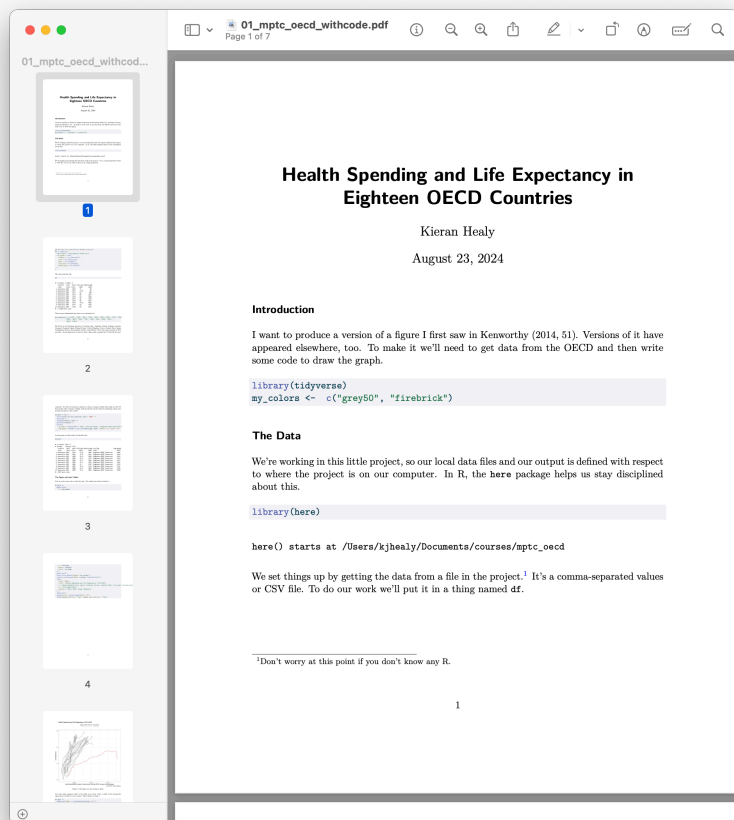 01_mptc_oecd_withcode.pdf
Page 1 of 7
01_mptc_oecd_withcod...
1
2
3
4
Health Spending and Life Expectancy in
Eighteen OECD Countries
Kieran Healy
August 23, 2024
Introduction
I want to produce a version of a figure I first saw in Kenworthy (2014, 51). Versions of it have
appeared elsewhere, too. To make it we'll need to get data from the OECD and then write
some code to draw the graph.
library(tidyverse)
my_colors <-  c("grey50", "firebrick")
The Data
We're working in this little project, so our local data files and our output is defined with respect
to where the project is on our computer. In R, the here package helps us stay disciplined
about this.
library(here)
here() starts at /Users/kjhealy/Documents/courses/mptc_oecd
We set things up by getting the data from a file in the project.¹ It's a comma-separated values
or CSV file. To do our work we'll put it in a thing named df.
¹Don't worry at this point if you don't know any R.
1